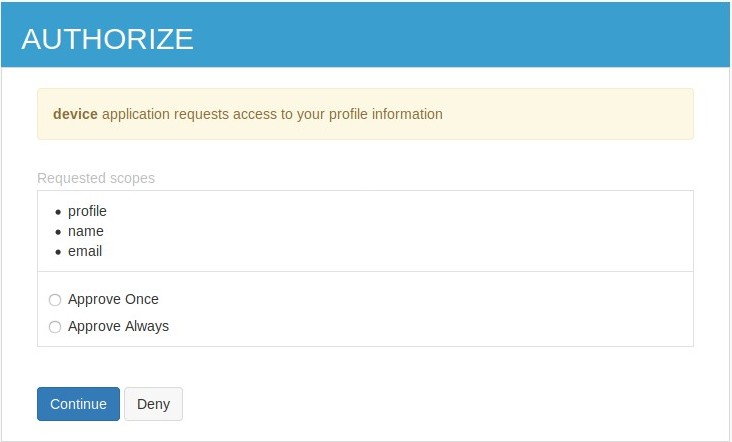 AUTHORIZE
device application requests access to your profile information
Requested scopes
profile
name
email
Approve Once
Approve Always
Continue Deny